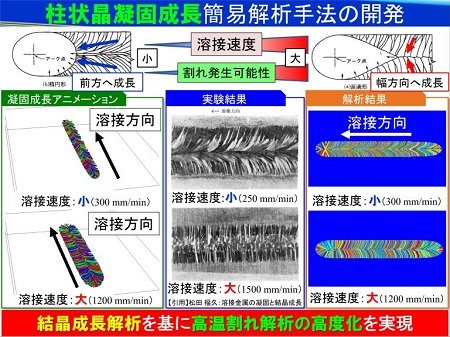 柱状晶凝固成長簡易解析手法の開発
アーク点
(b)楕円形
前方へ成長
小
溶接速度
大
割れ発生可能性
アーク点
幅方向へ成長
凝固成長アニメーション
溶接方向
溶接速度：小(300 mm/min)
溶接方向
溶接速度：大(1200 mm/min)
実験結果
溶接方向
溶接速度：小(250 mm/min)
溶接速度：大(1500 mm/min)
【引用】松田 福久：溶接金属の凝固と結晶成長
解析結果
溶接方向
溶接速度：小(300 mm/min)
溶接速度：大(1200 mm/min)
結晶成長解析を基に高温割れ解析の高度化を実現